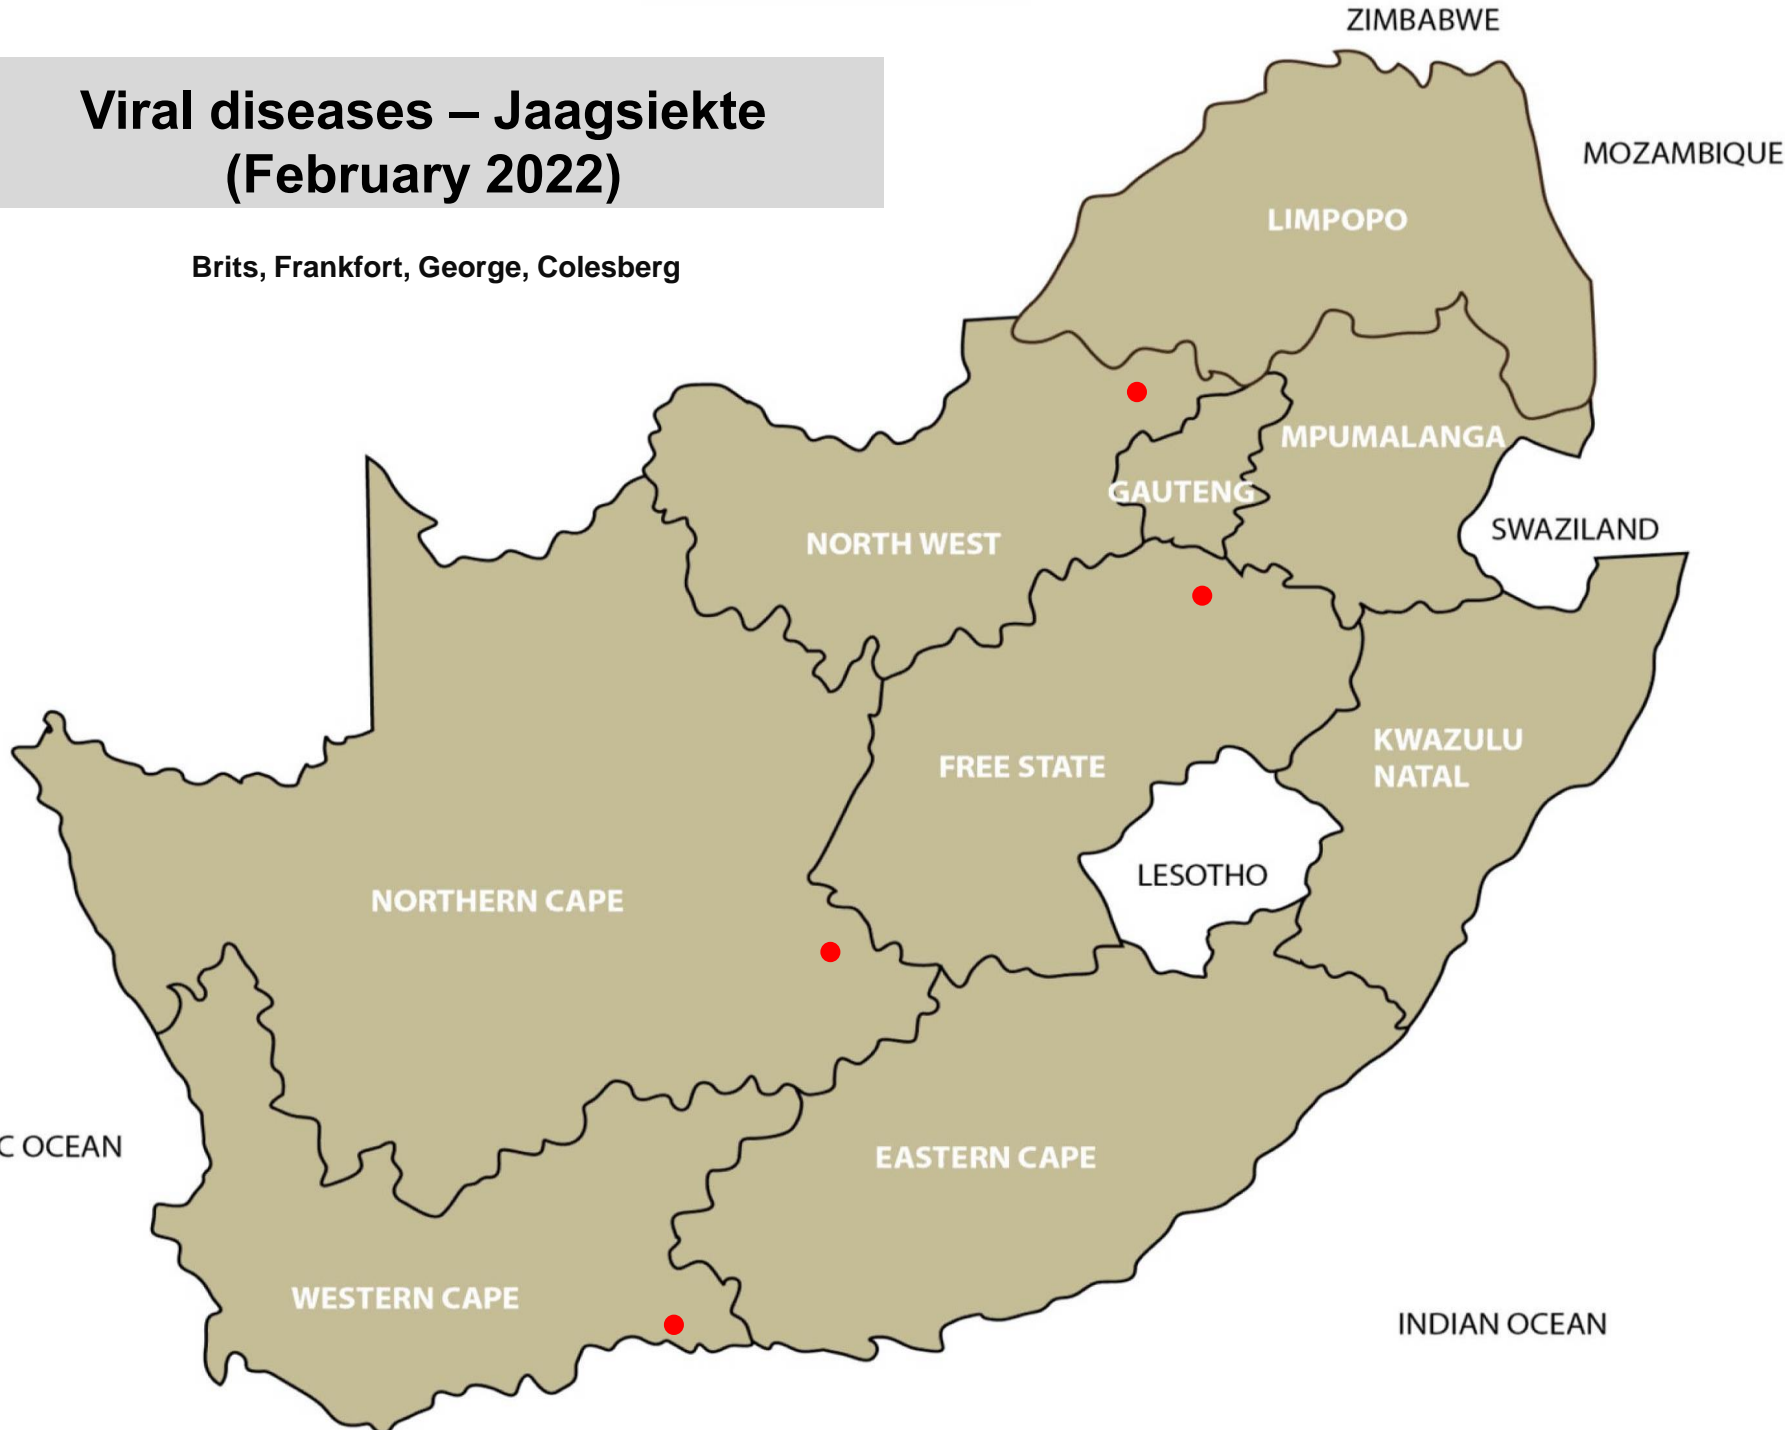 ZIMBABWE
Viral diseases – Jaagsiekte
(February 2022)
MOZAMBIQUE
LIMPOPO
Brits, Frankfort, George, Colesberg
MPUMALANGA
GAUTENG
SWAZILAND
NORTH WEST
KWAZULU
NATAL
FREE STATE
LESOTHO
NORTHERN CAPE
C OCEAN
EASTERN CAPE
WESTERN CAPE
INDIAN OCEAN